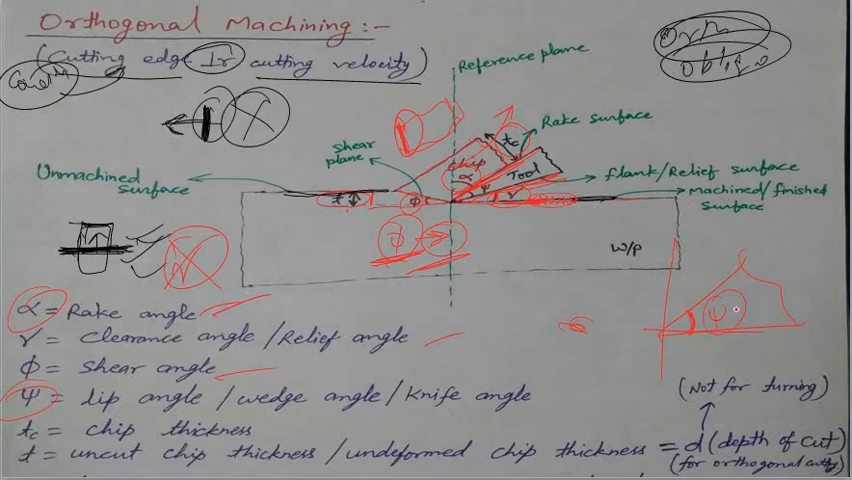 Orthogonal Machining:-
(Cutting edge ⊥r cutting velocity)
Reference plane
Rake surface
shear plane
tc
chip
Tool
α
ψ
γ
Flank/Relief surface
Unmachined surface
machined/finished surface
t
ϕ
ϕ
W/P
ψ
α = Rake angle
γ = Clearance angle/Relief angle
ϕ = shear angle
ψ = lip angle/wedge angle/Knife angle
(Not for turning)
tc = chip thickness
t = uncut chip thickness/undeformed chip thickness = d (depth of cut)
(for orthogonal cutting)